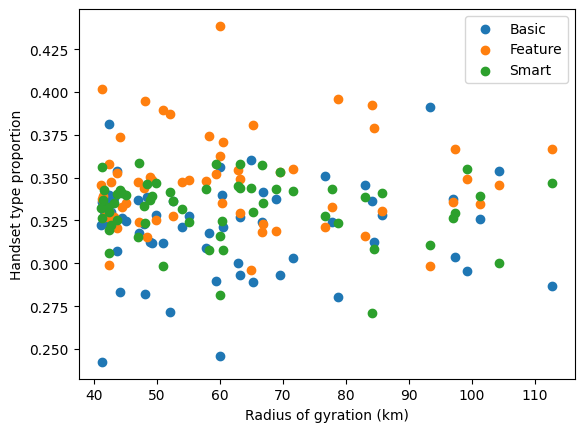 Basic
Feature
Smart
0.425
0.400
0.375
0.350
0.325
0.300
0.275
0.250
Handset type proportion
40 50 60 70 80 90 100 110
Radius of gyration (km)